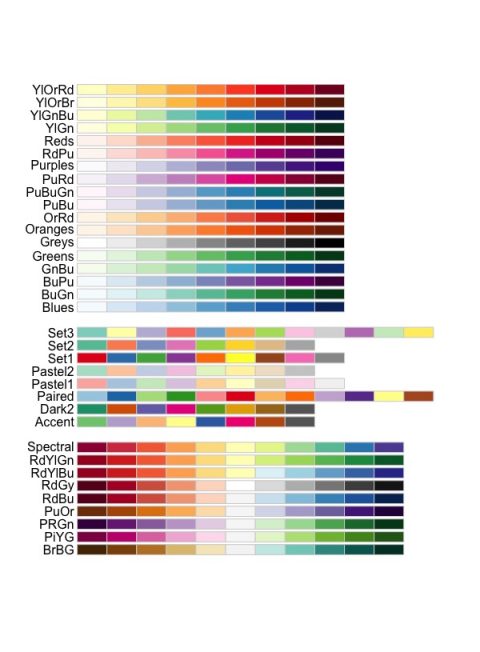 YlOrRd
YlOrBr
YlGnBu
YlGn
Reds
RdPu
Purples
PuRd
PuBuGn
PuBu
OrRd
Oranges
Greys
Greens
GnBu
BuPu
BuGn
Blues
Set3
Set2
Set1
Pastel2
Pastel1
Paired
Dark2
Accent
Spectral
RdYlGn
RdYlBu
RdGy
RdBu
PuOr
PRGn
PiYG
BrBG